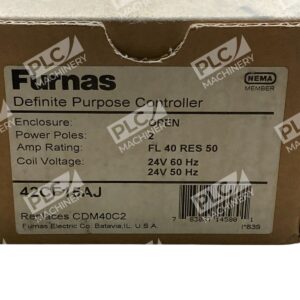 Furnas
NEMA
MEMBER
Definite Purpose Controller
Enclosure: OPEN
Power Poles: 2
Amp Rating: FL 40 RES 50
Coil Voltage: 24V 60 Hz
24V 50 Hz
42CF15AJ
Replaces CDM40C2
Furnas Electric Co. Batavia, IL U.S.A.
PLC
MACHINERY